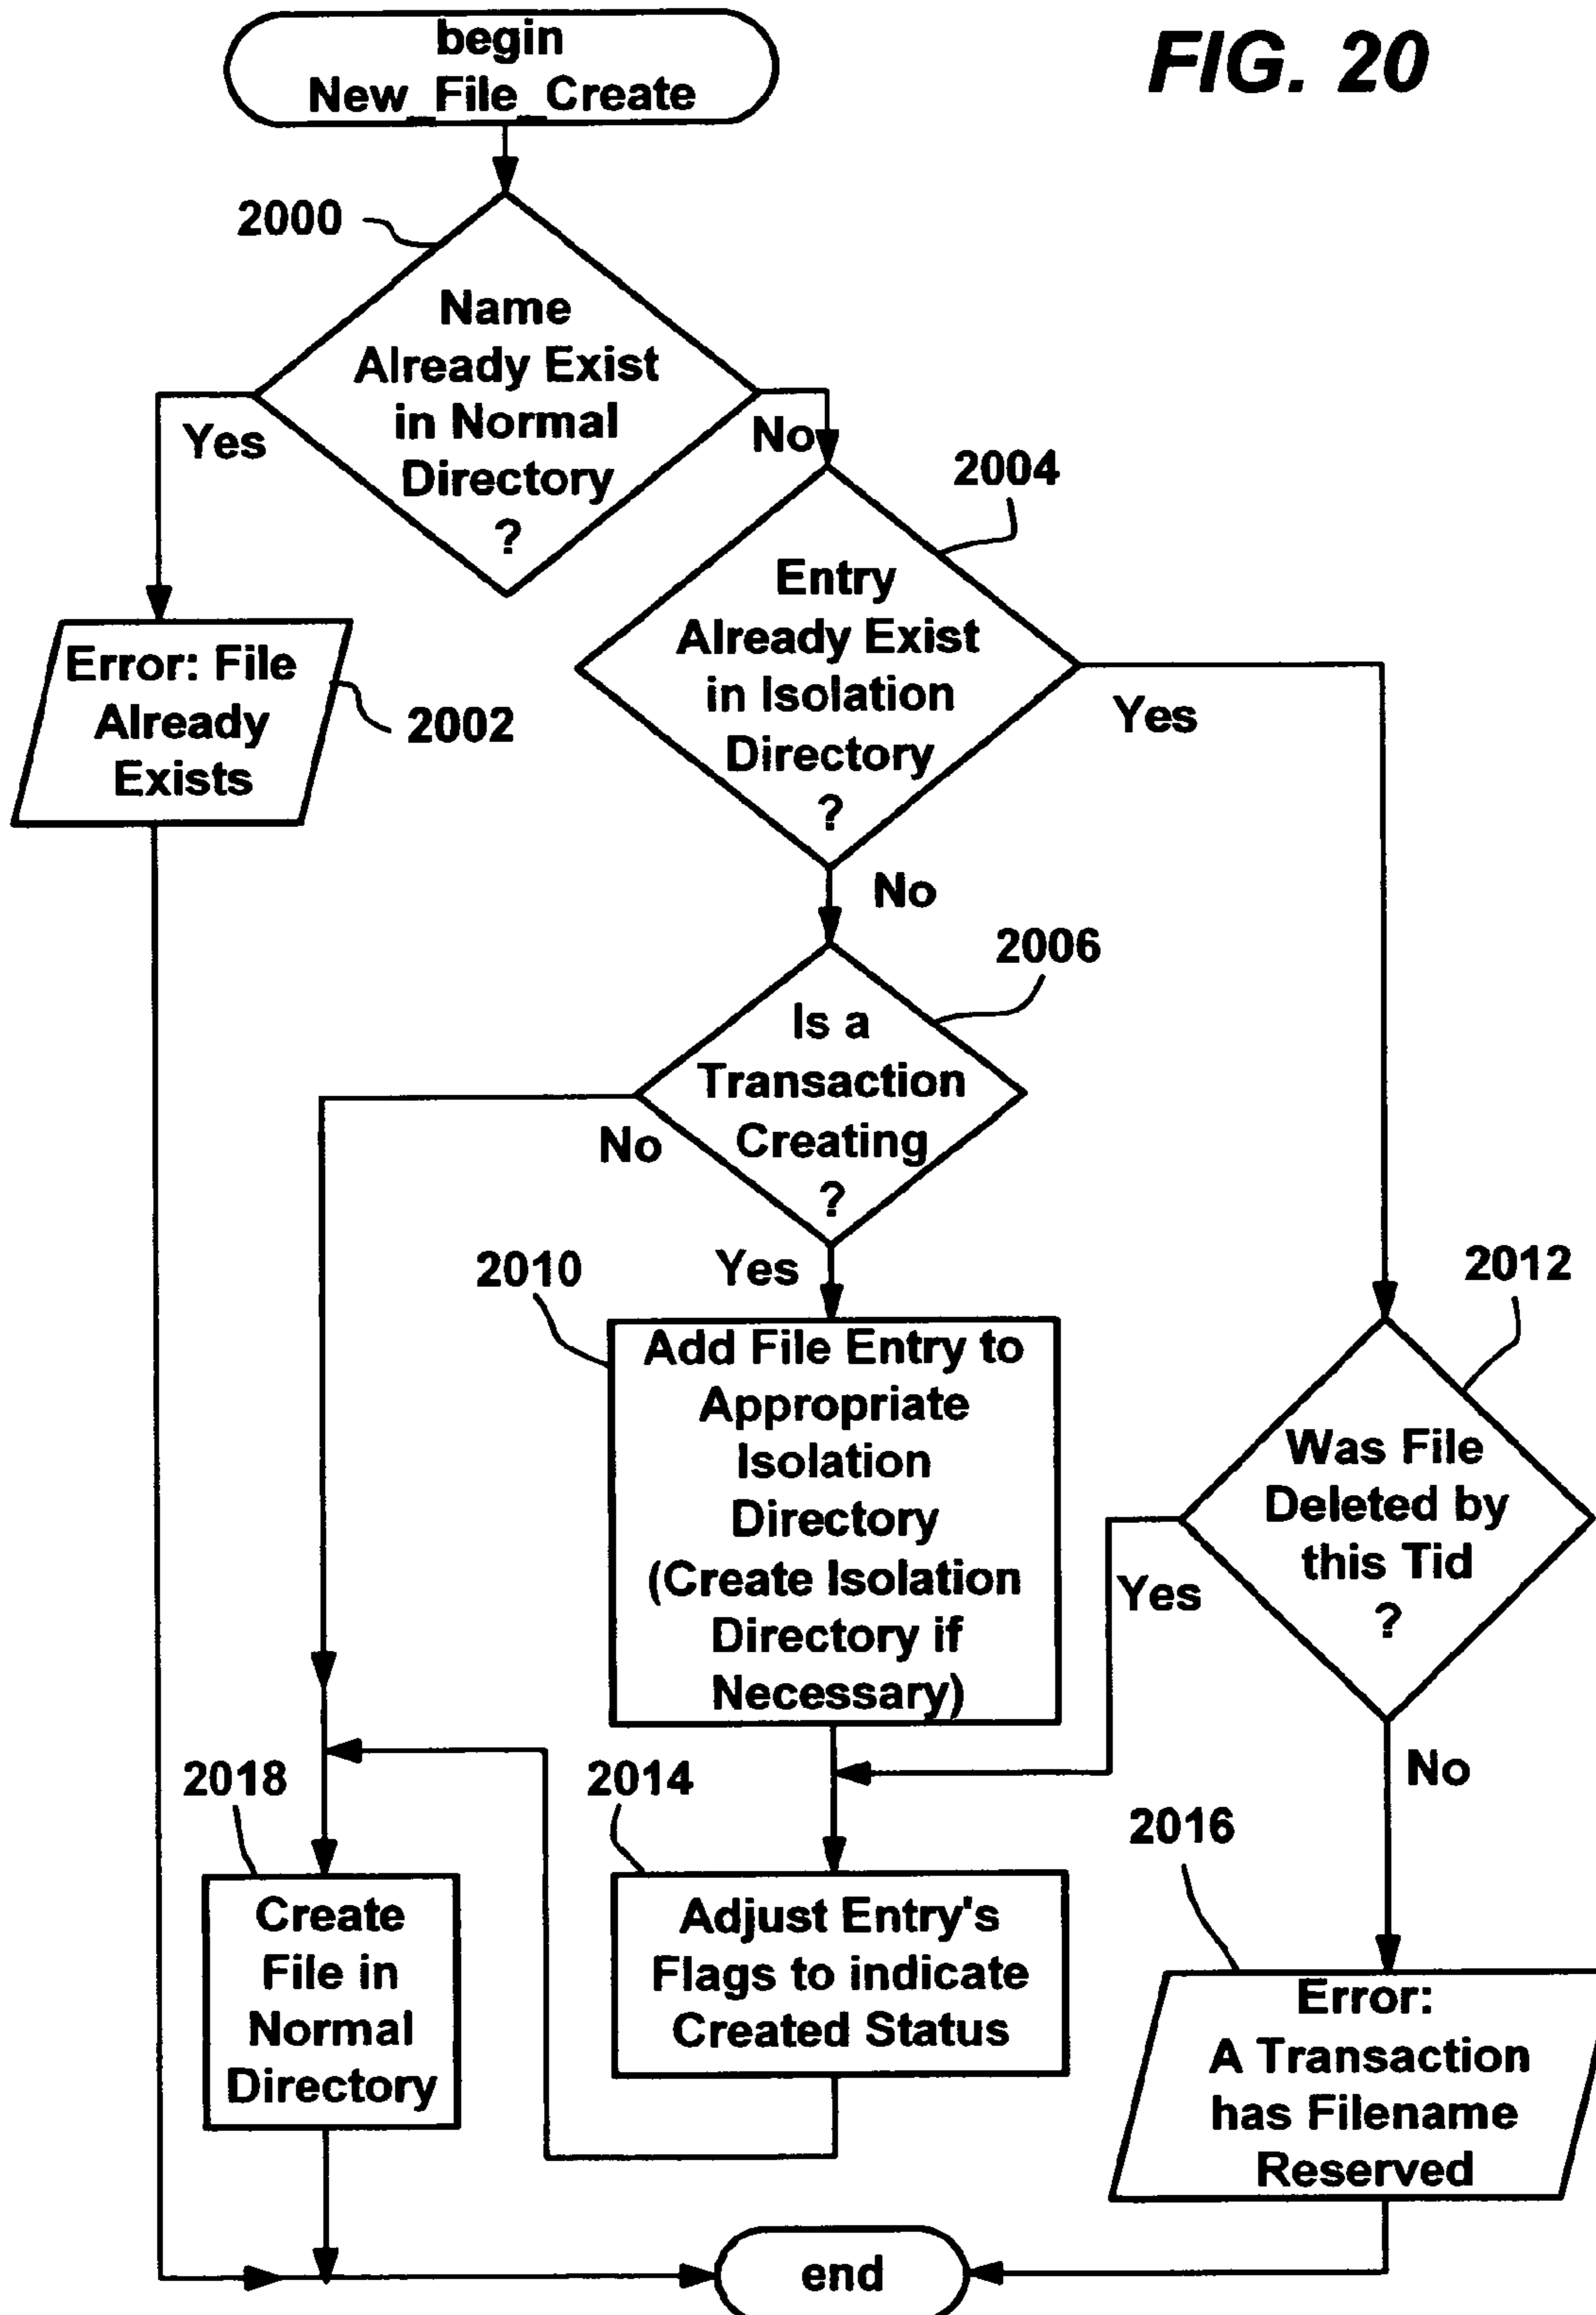 FIG. 20
begin
New_File_Create
2000
Name
Already Exist
in Normal
Directory
?
Yes
No
2004
Entry
Already Exist
in Isolation
Directory
?
Yes
Error: File
Already
Exists
2002
No
2006
Is a
Transaction
Creating
?
No
Yes
2010
Add File Entry to
Appropriate
Isolation
Directory
(Create Isolation
Directory if
Necessary)
2012
Was File
Deleted by
this Tid
?
Yes
No
2018
Create
File in
Normal
Directory
2014
Adjust Entry's
Flags to indicate
Created Status
2016
Error:
A Transaction
has Filename
Reserved
end